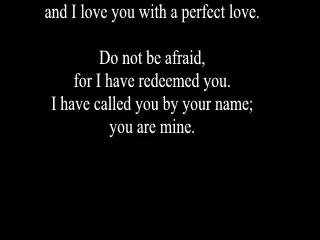 and I love you with a perfect love.
Do not be afraid,
for I have redeemed you.
I have called you by your name;
you are mine.